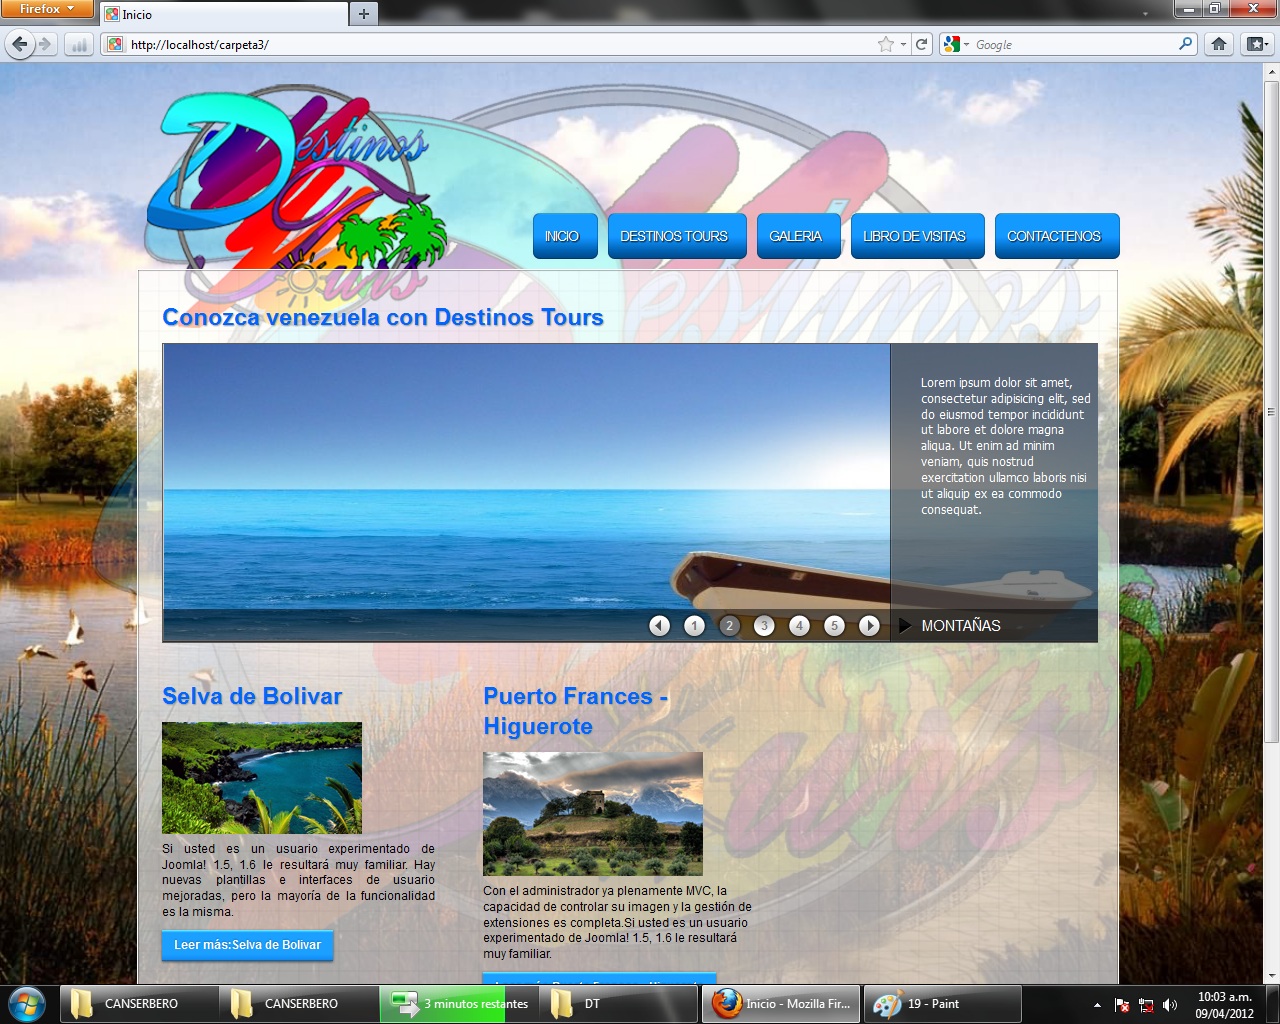 Firefox
Inicio
http://localhost/carpeta3/
Google
Destinos
Tours
INICIO
DESTINOS TOURS
GALERIA
LIBRO DE VISITAS
CONTACTENOS
Conozca venezuela con Destinos Tours
Lorem ipsum dolor sit amet,
consectetur adipisicing elit, sed
do eiusmod tempor incididunt
ut labore et dolore magna
aliqua. Ut enim ad minim
veniam, quis nostrud
exercitation ullamco laboris nisi
ut aliquip ex ea commodo
consequat.
1 2 3 4 5
MONTAÑAS
Selva de Bolivar
Si usted es un usuario experimentado de
Joomla! 1.5, 1.6 le resultará muy familiar. Hay
nuevas plantillas e interfaces de usuario
mejoradas, pero la mayoría de la funcionalidad
es la misma.
Leer más:Selva de Bolivar
Puerto Frances -
Higuerote
Con el administrador ya plenamente MVC, la
capacidad de controlar su imagen y la gestión de
extensiones es completa.Si usted es un usuario
experimentado de Joomla! 1.5, 1.6 le resultará
muy familiar.
CANSERBERO
CANSERBERO
3 minutos restantes
DT
Inicio - Mozilla Fir...
19 - Paint
10:03 a.m.
09/04/2012